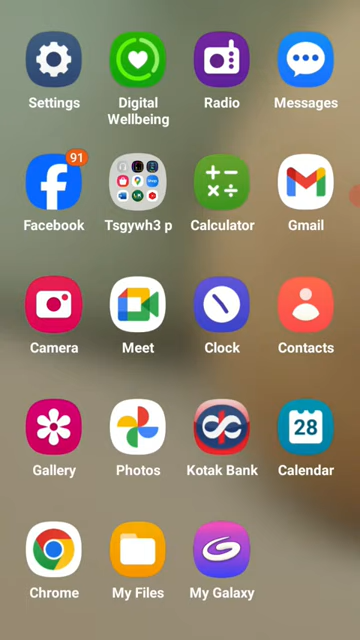 Settings
Digital
Wellbeing
Radio
Messages
91
Facebook
Tsgywh3 p
Calculator
Gmail
Camera
Meet
Clock
Contacts
Gallery
Photos
Kotak Bank
28
Calendar
Chrome
My Files
My Galaxy